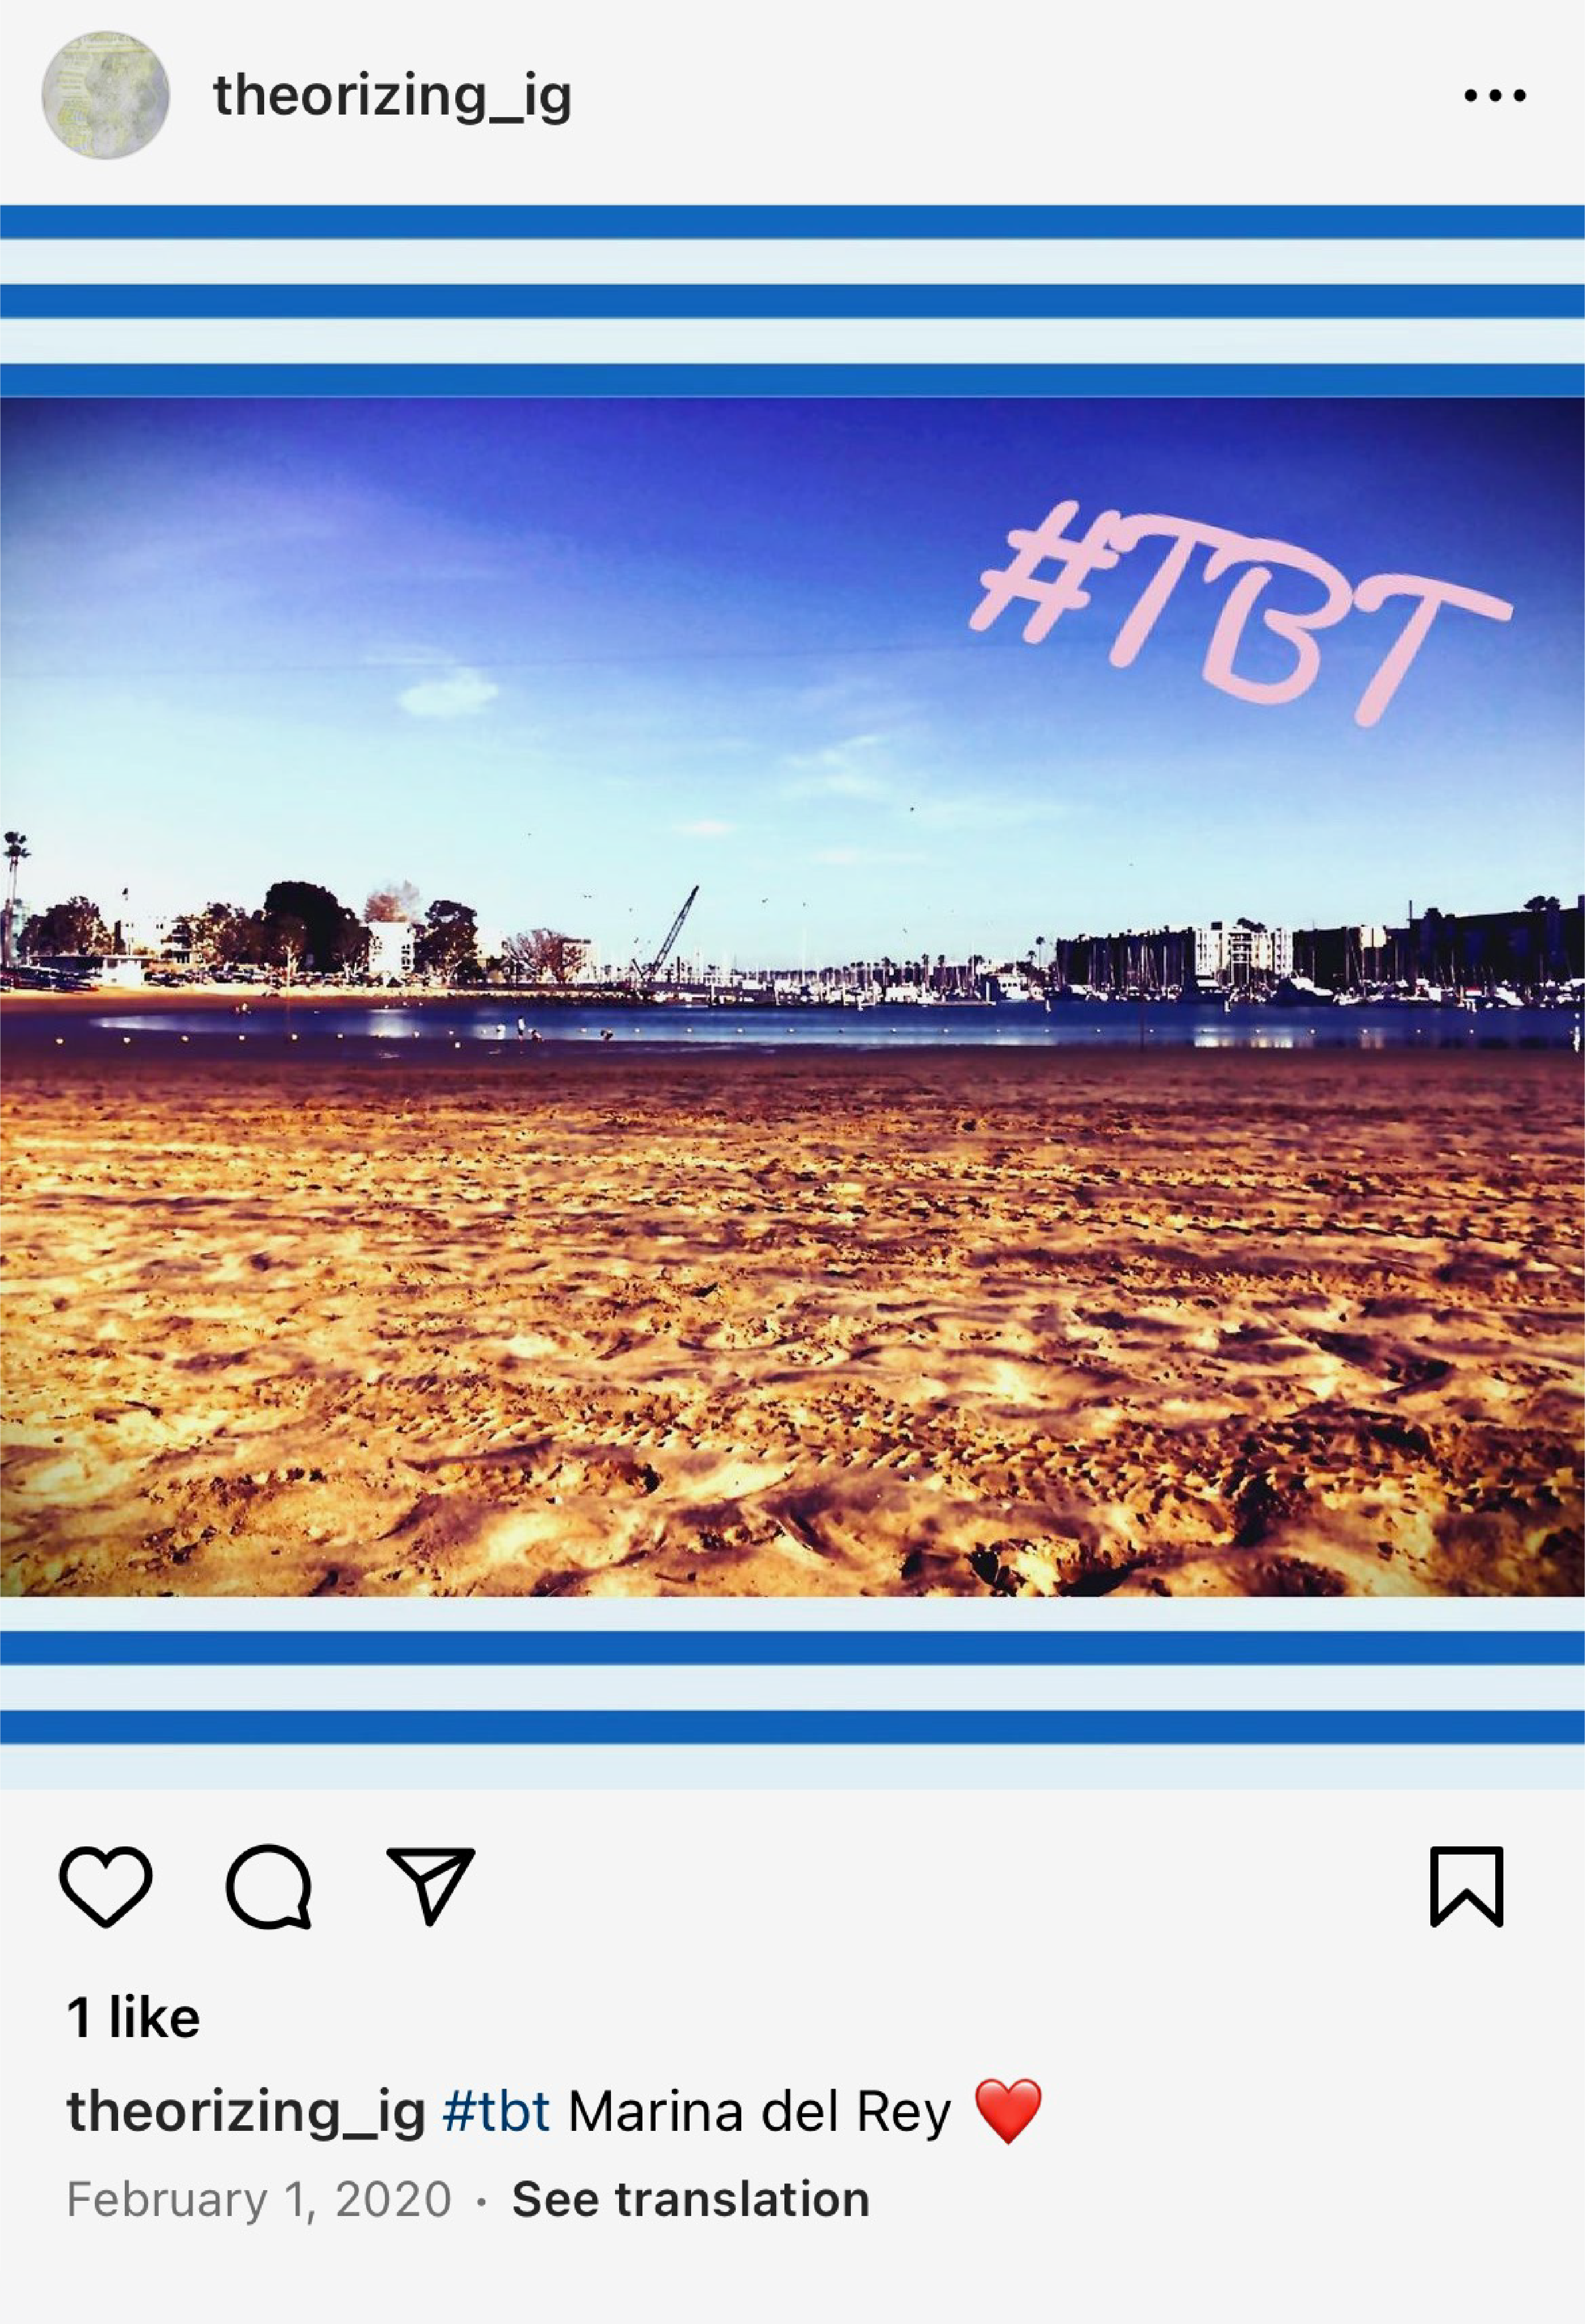 theorizing_ig
#TBT
1 like
theorizing_ig #tbt Marina del Rey ❤️
February 1, 2020 · See translation